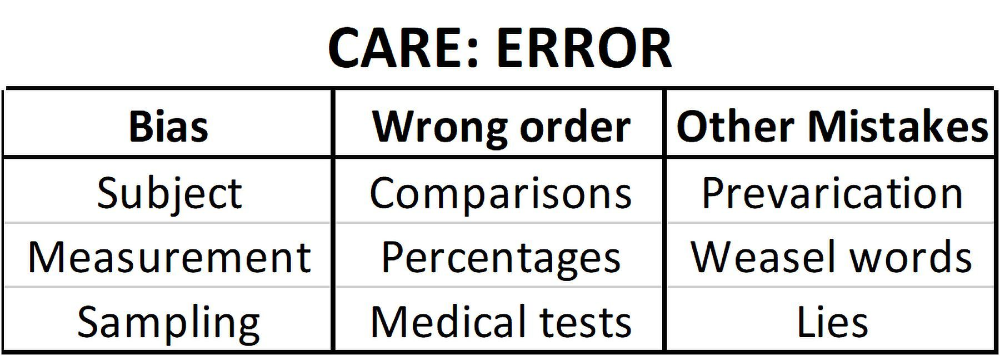 CARE: ERROR
Bias Wrong order Other Mistakes
Subject Comparisons Prevarication
Measurement Percentages Weasel words
Sampling Medical tests Lies